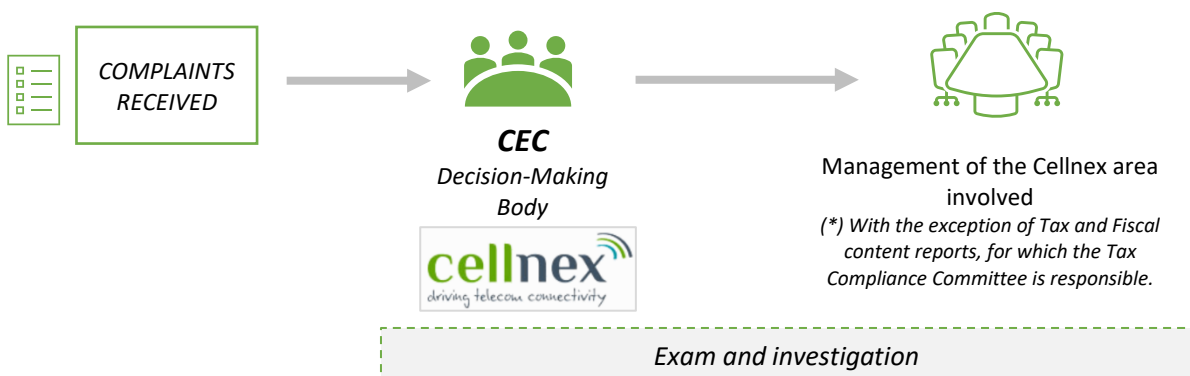 COMPLAINTS
RECEIVED
CEC
Decision-Making
Body
cellnex
driving telecom connectivity
Management of the Cellnex area
involved
(*) With the exception of Tax and Fiscal
content reports, for which the Tax
Compliance Committee is responsible.
Exam and investigation